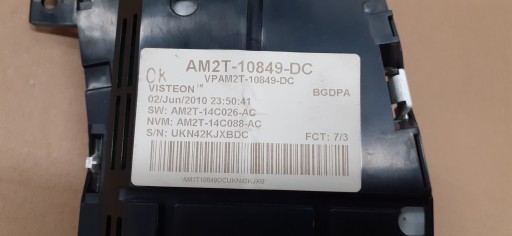 AM2T-10849-DC
VPAM2T-10849-DC
OK
VISTEON™ BGDPA
02/Jun/2010 23:50:41
SW: AM2T-14C026-AC
NVM: AM2T-14C088-AC
S/N: UKN42KJXBDC FCT: 7/3